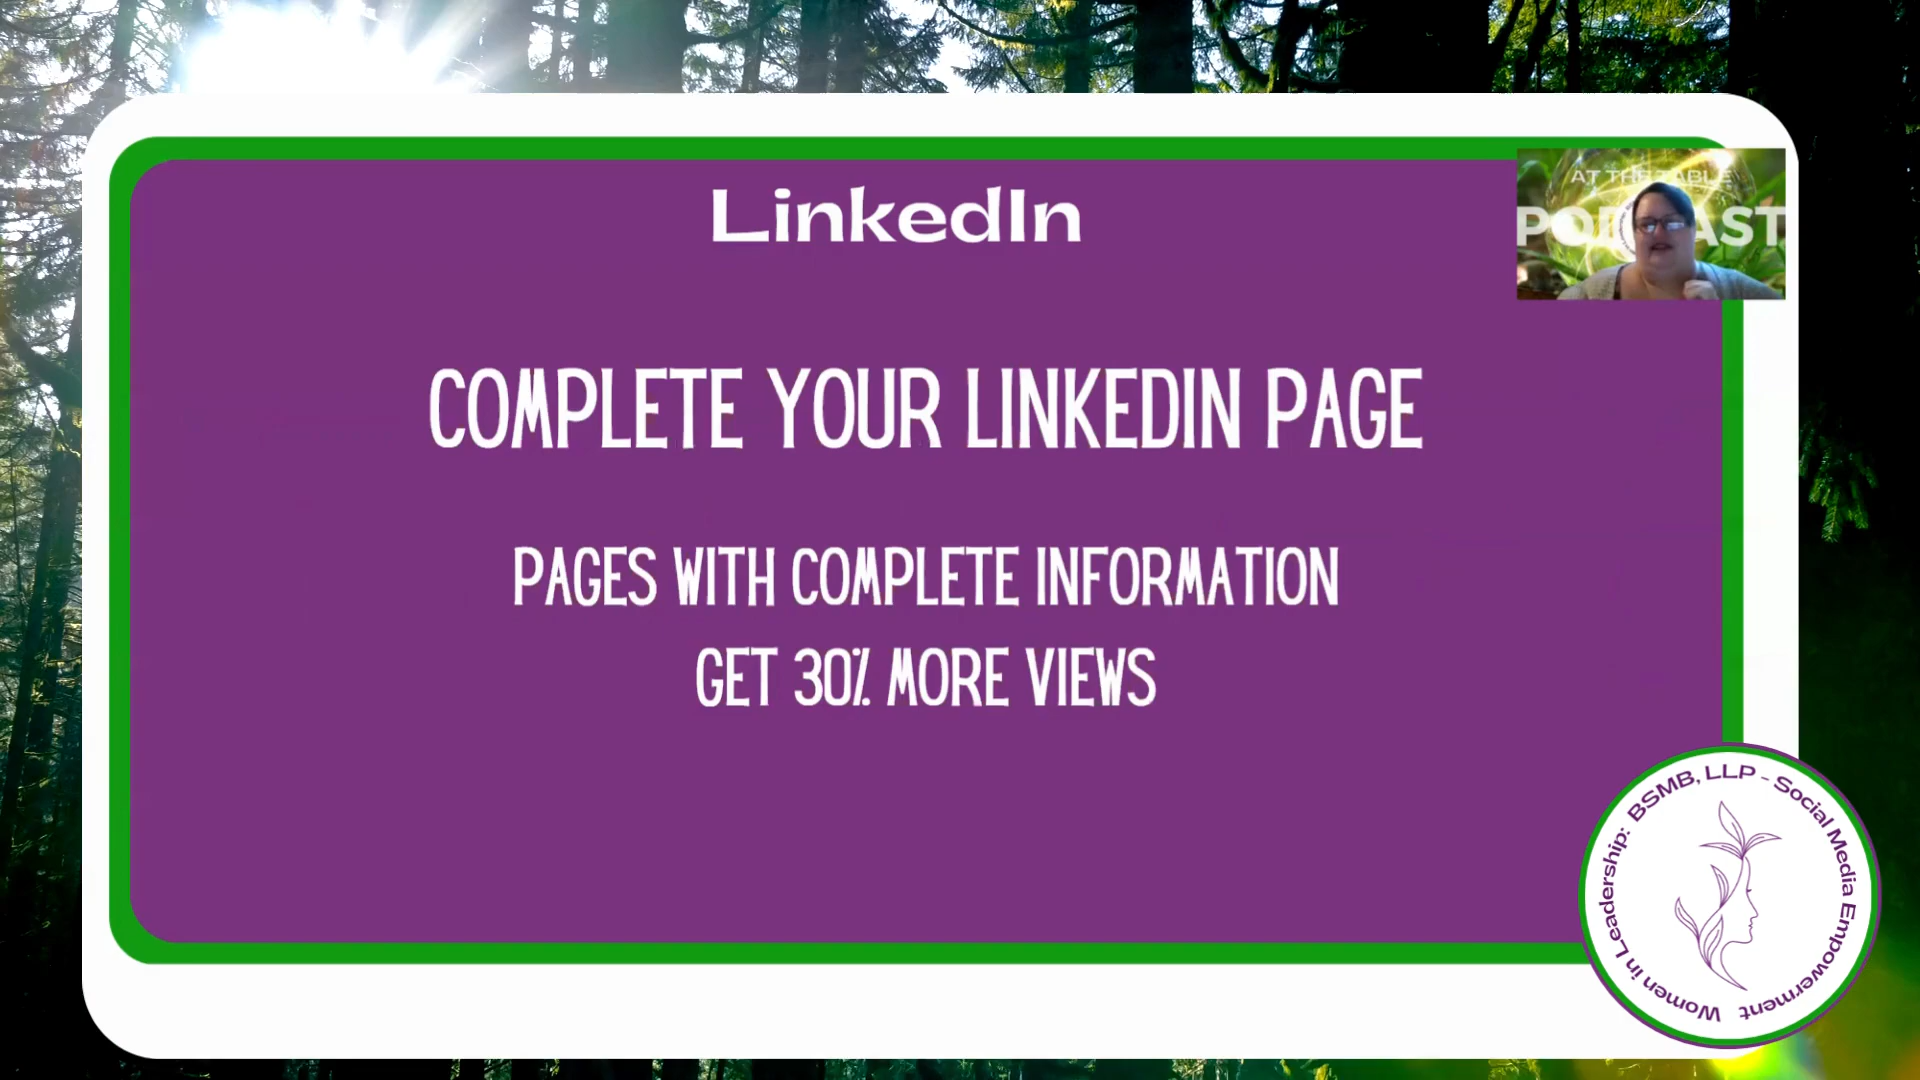 LinkedIn
AT THE TABLE
COMPLETE YOUR LINKEDIN PAGE
PAGES WITH COMPLETE INFORMATION
GET 30% MORE VIEWS
Women in Leadership: BSMB, LLP - Social Media Empowerment